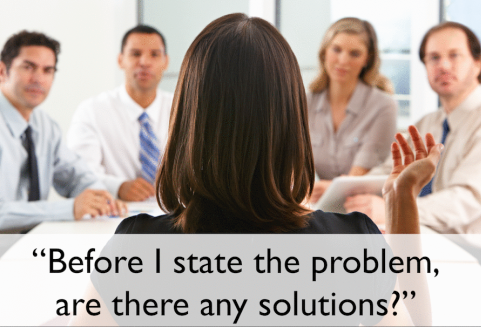 “Before I state the problem,
are there any solutions?”